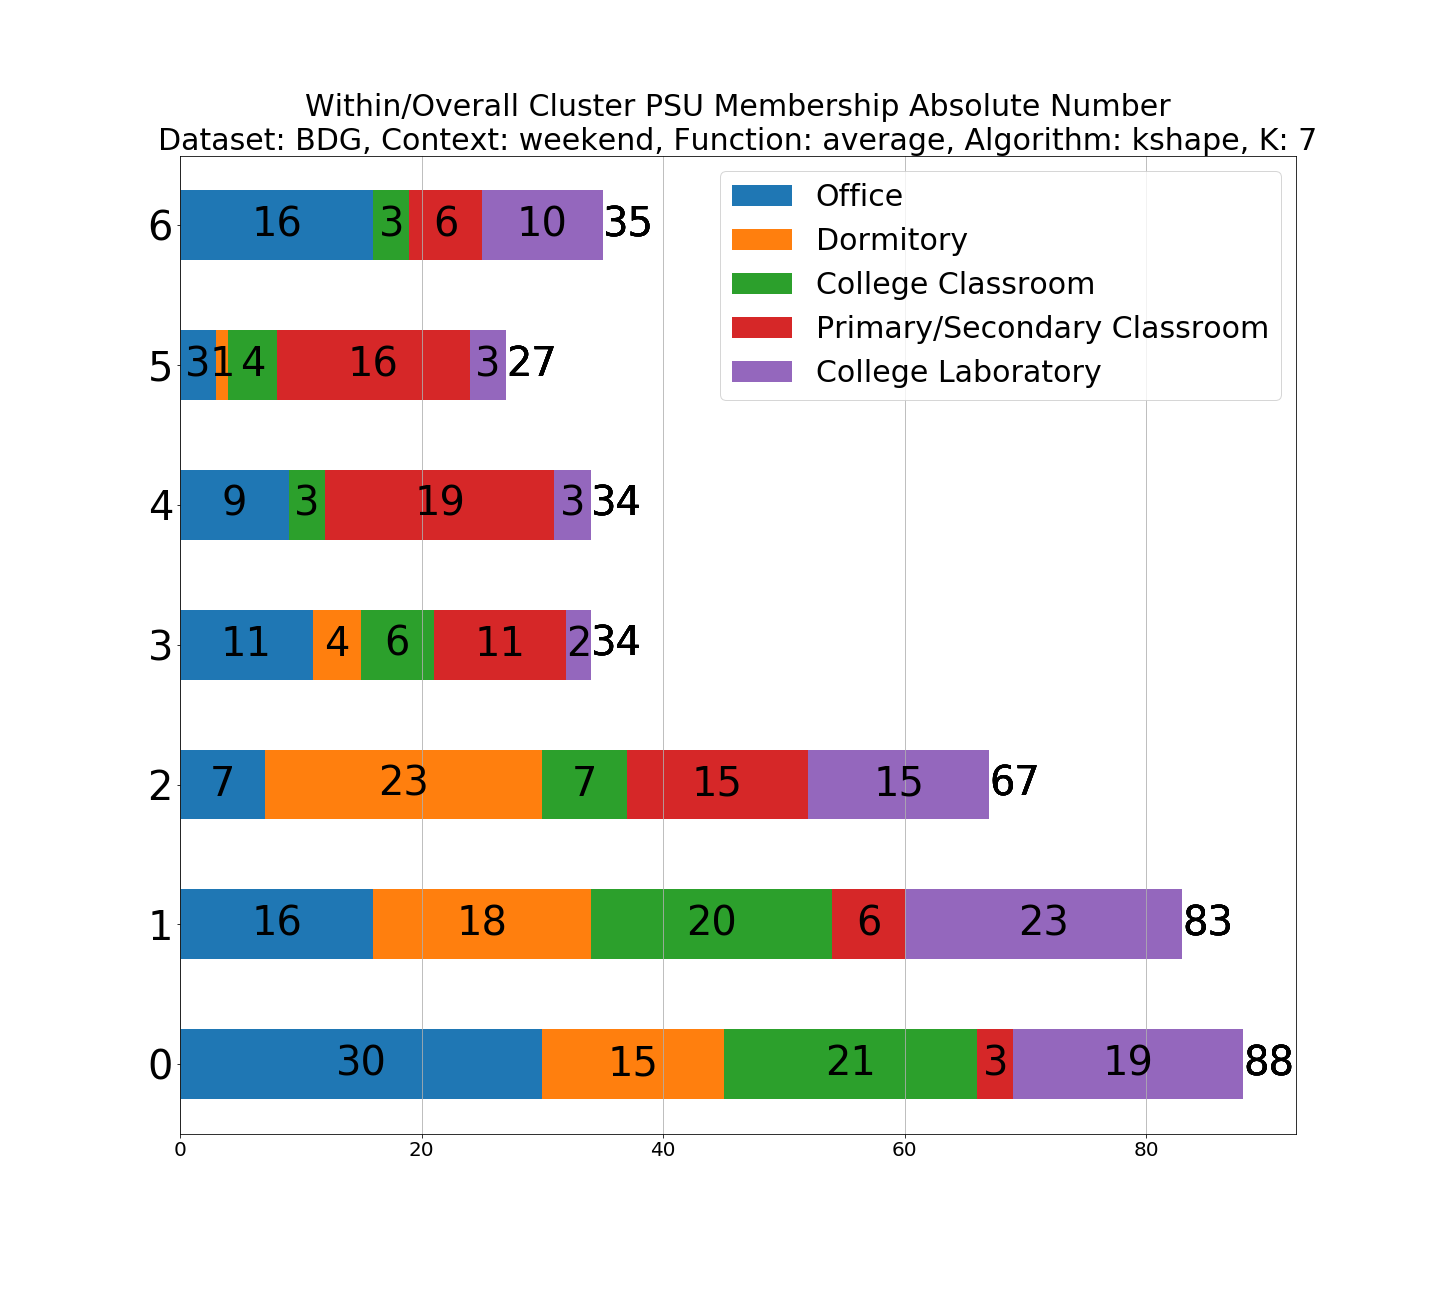 Within/Overall Cluster PSU Membership Absolute Number
Dataset: BDG, Context: weekend, Function: average, Algorithm: kshape, K: 7
Office
Dormitory
College Classroom
Primary/Secondary Classroom
College Laboratory
6 16 3 6 10 35
5 3 1 4 16 3 27
4 9 3 19 3 34
3 11 4 6 11 2 34
2 7 23 7 15 15 67
1 16 18 20 6 23 83
0 30 15 21 3 19 88
0 20 40 60 80